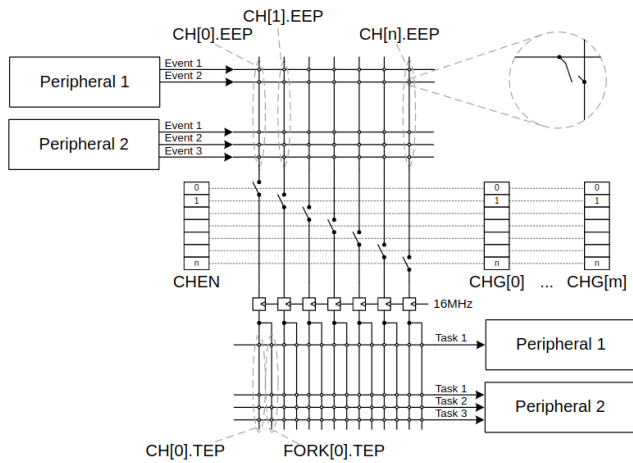 CH[1].EEP
CH[0].EEP
CH[n].EEP
Peripheral 1
Event 1
Event 2
Peripheral 2
Event 1
Event 2
Event 3
0
0
0
1
1
1
n
n
n
CHEN
CHG[0]
...
CHG[m]
16MHz
Task 1
Peripheral 1
Task 1
Task 2
Task 3
Peripheral 2
CH[0].TEP
FORK[0].TEP